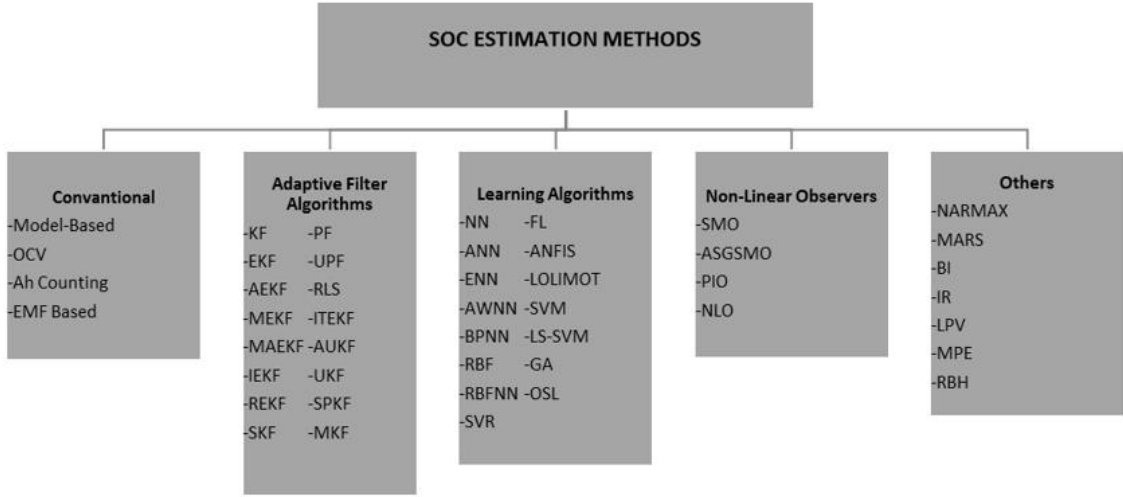 SOC ESTIMATION METHODS
Convantional
-Model-Based
-OCV
-Ah Counting
-EMF Based
Adaptive Filter
Algorithms
-KF -PF
-EKF -UPF
-AEKF -RLS
-MEKF -ITEKF
-MAEKF -AUKF
-IEKF -UKF
-REKF -SPKF
-SKF -MKF
Learning Algorithms
-NN -FL
-ANN -ANFIS
-ENN -LOLIMOT
-AWNN -SVM
-BPNN -LS-SVM
-RBF -GA
-RBFNN -OSL
-SVR
Non-Linear Observers
-SMO
-ASGSMO
-PIO
-NLO
Others
-NARMAX
-MARS
-BI
-IR
-LPV
-MPE
-RBH